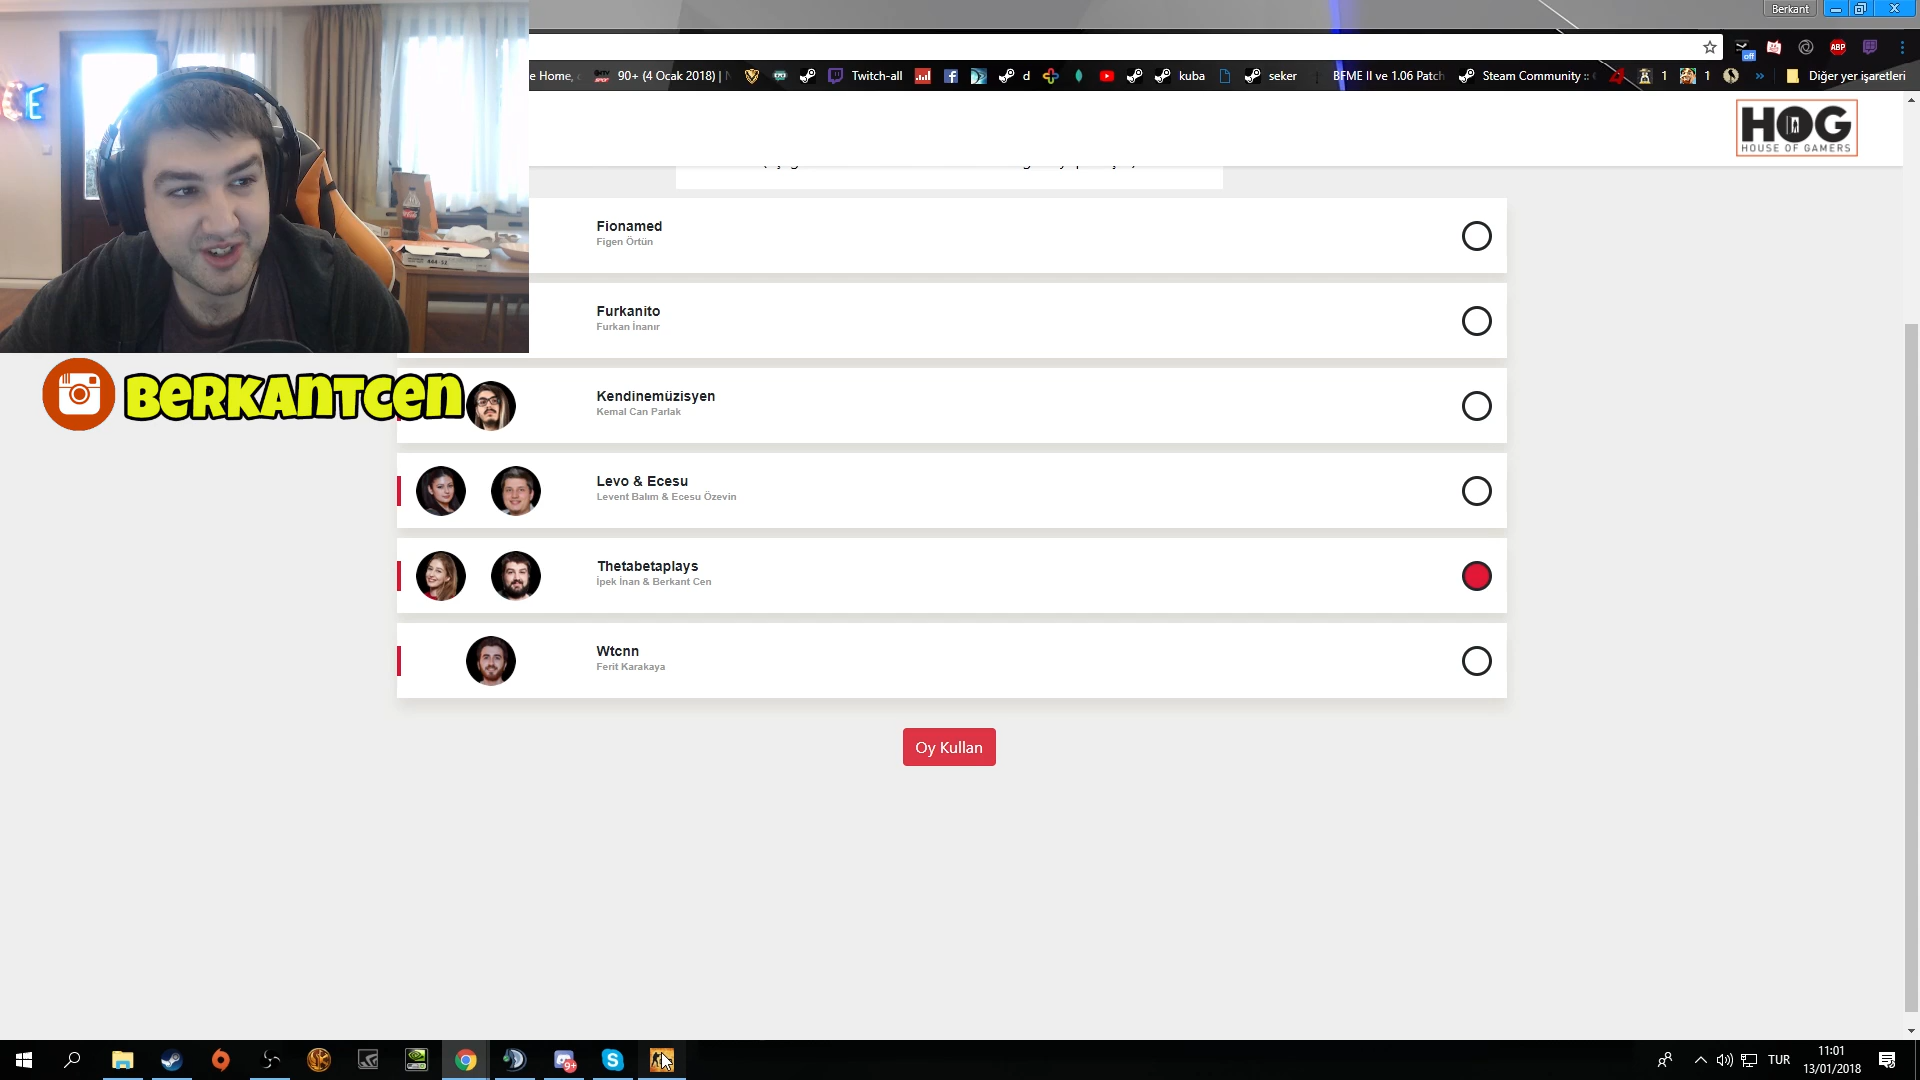 Berkant
e Home,
90+ (4 Ocak 2018) |
Twitch-all
d
kuba
seker
BFME II ve 1.06 Patch
Steam Community ::
1
1
Diğer yer işaretleri
off
ABP
HOG
HOUSE OF GAMERS
E
Fionamed
Figen Örtün
Furkanito
Furkan İnanır
BERKANTCEN
Kendinemüzisyen
Kemal Can Parlak
Levo & Ecesu
Levent Balım & Ecesu Özevin
Thetabetaplays
İpek İnan & Berkant Cen
Wtcnn
Ferit Karakaya
Oy Kullan
9+
TUR
11:01
13/01/2018